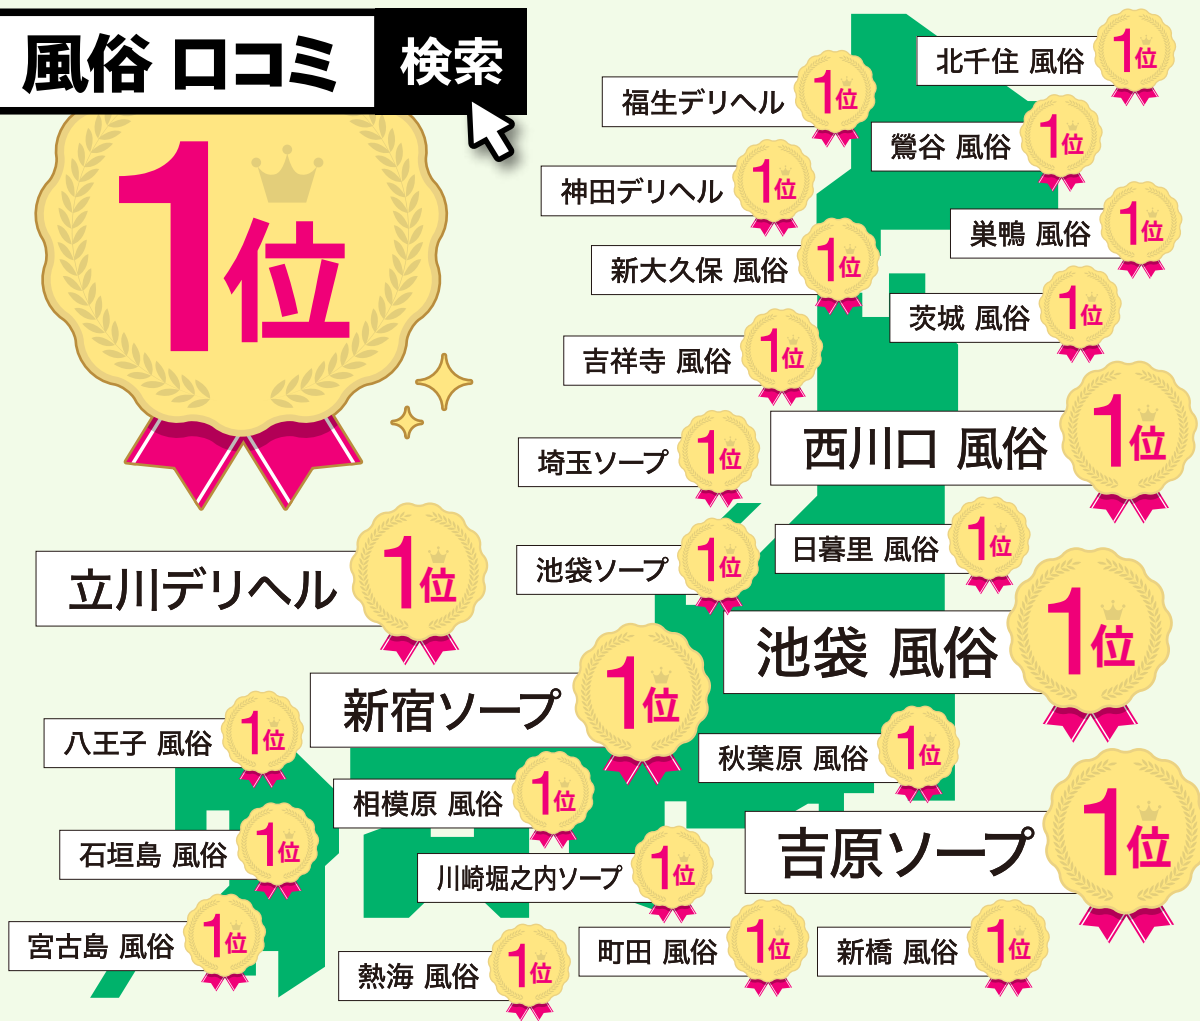 風俗 口コミ 検索
1位
北千住 風俗 1位
福生デリヘル 1位
鶯谷 風俗 1位
神田デリヘル 1位
巣鴨 風俗 1位
新大久保 風俗 1位
茨城 風俗 1位
吉祥寺 風俗 1位
西川口 風俗 1位
埼玉ソープ 1位
日暮里 風俗 1位
池袋ソープ 1位
立川デリヘル 1位
池袋 風俗 1位
新宿ソープ 1位
八王子 風俗 1位
秋葉原 風俗 1位
相模原 風俗 1位
吉原ソープ 1位
石垣島 風俗 1位
川崎堀之内ソープ 1位
宮古島 風俗 1位
町田 風俗 1位
新橋 風俗 1位
熱海 風俗 1位